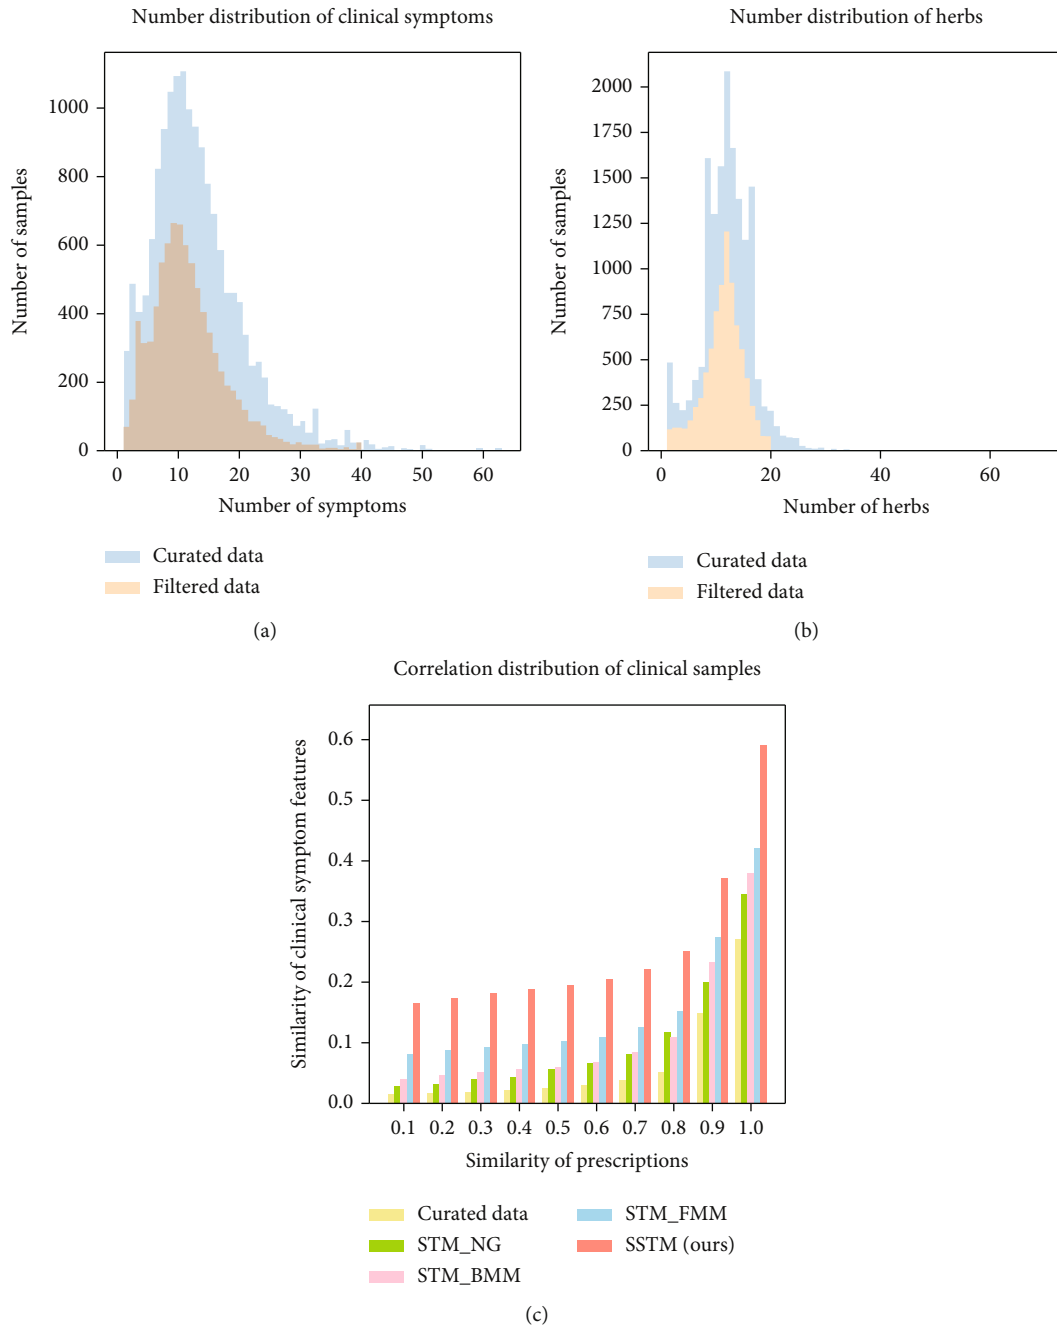 Number distribution of clinical symptoms
Number of samples
1000
800
600
400
200
0
0 10 20 30 40 50 60
Number of symptoms
Curated data
Filtered data
(a)
Number distribution of herbs
Number of samples
2000
1750
1500
1250
1000
750
500
250
0
0 20 40 60
Number of herbs
Curated data
Filtered data
(b)
Correlation distribution of clinical samples
Similarity of clinical symptom features
0.6
0.5
0.4
0.3
0.2
0.1
0.0
0.1 0.2 0.3 0.4 0.5 0.6 0.7 0.8 0.9 1.0
Similarity of prescriptions
Curated data
STM_NG
STM_BMM
STM_FMM
SSTM (ours)
(c)